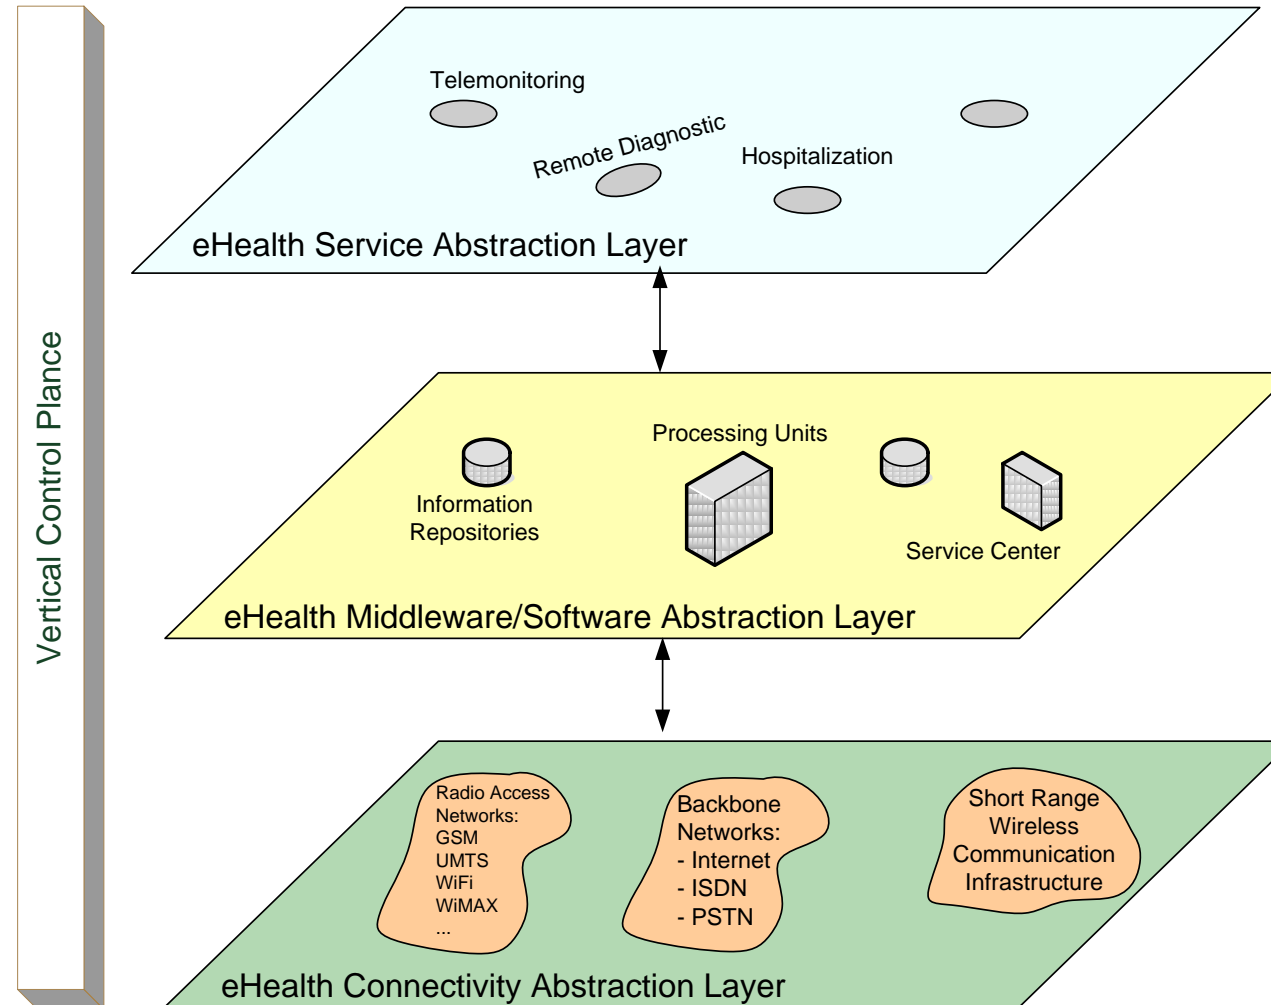 Vertical Control Plance
Telemonitoring
Remote Diagnostic
Hospitalization
eHealth Service Abstraction Layer
Processing Units
Information
Repositories
Service Center
eHealth Middleware/Software Abstraction Layer
Radio Access
Networks:
GSM
UMTS
WiFi
WiMAX
...
Backbone
Networks:
- Internet
- ISDN
- PSTN
Short Range
Wireless
Communication
Infrastructure
eHealth Connectivity Abstraction Layer